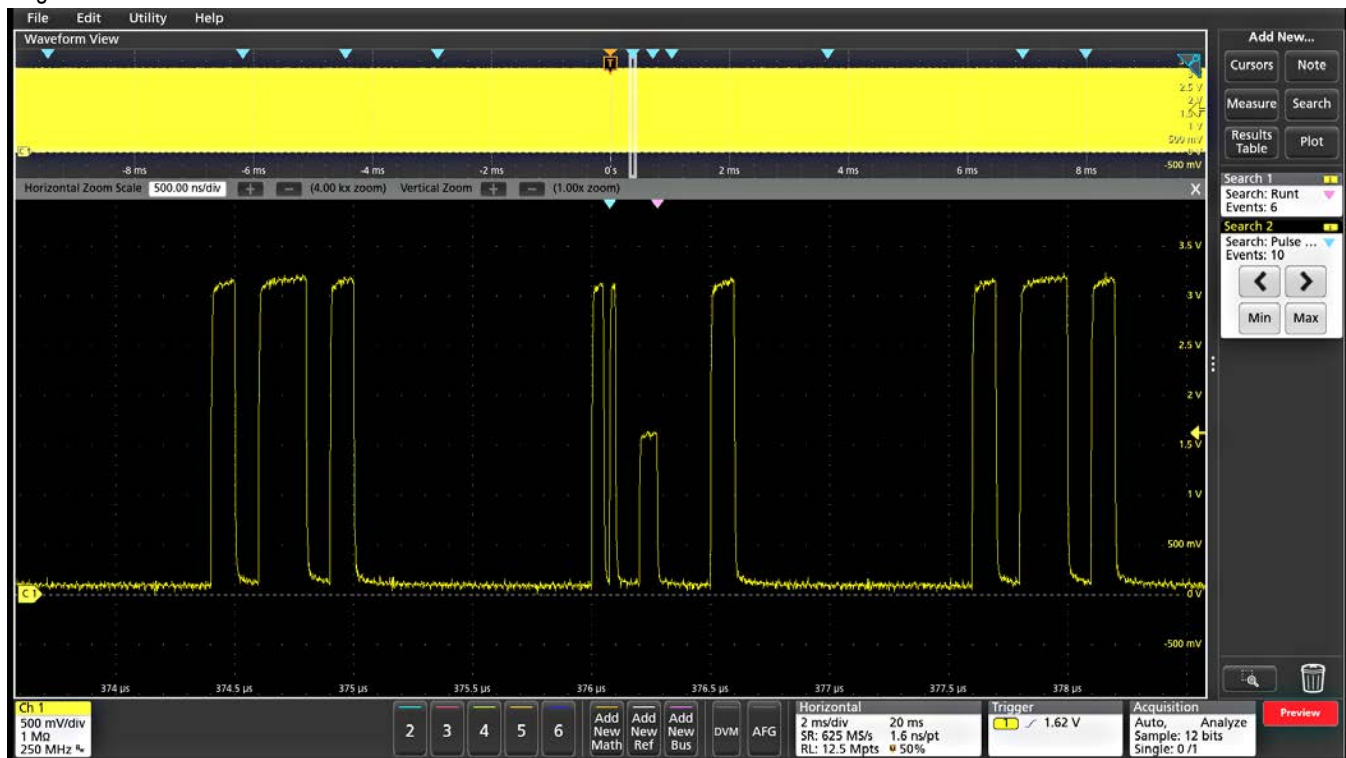 File Edit Utility Help
Waveform View
Add New...
Cursors Note
Measure Search
Results Table Plot
T
2.5 V
2 V
1 V
500 mV
-500 mV
C 1
-8 ms -6 ms -4 ms -2 ms 0 s 2 ms 4 ms 6 ms 8 ms
Horizontal Zoom Scale 500.00 ns/div + - (4.00 kx zoom) Vertical Zoom + - (1.00x zoom) X
Search 1 1
Search: Runt
Events: 6
Search 2 1
Search: Pulse ...
Events: 10
< >
Min Max
3.5 V
3 V
2.5 V
2 V
1.5 V
1 V
500 mV
C 1
0 V
-500 mV
374 µs 374.5 µs 375 µs 375.5 µs 376 µs 376.5 µs 377 µs 377.5 µs 378 µs
Ch 1
500 mV/div
1 MΩ
250 MHz
2 3 4 5 6
Add New Math
Add New Ref
Add New Bus
DVM AFG
Horizontal
2 ms/div 20 ms
SR: 625 MS/s 1.6 ns/pt
RL: 12.5 Mpts 50%
Trigger
1 1.62 V
Acquisition
Auto, Analyze
Sample: 12 bits
Single: 0 /1
Preview